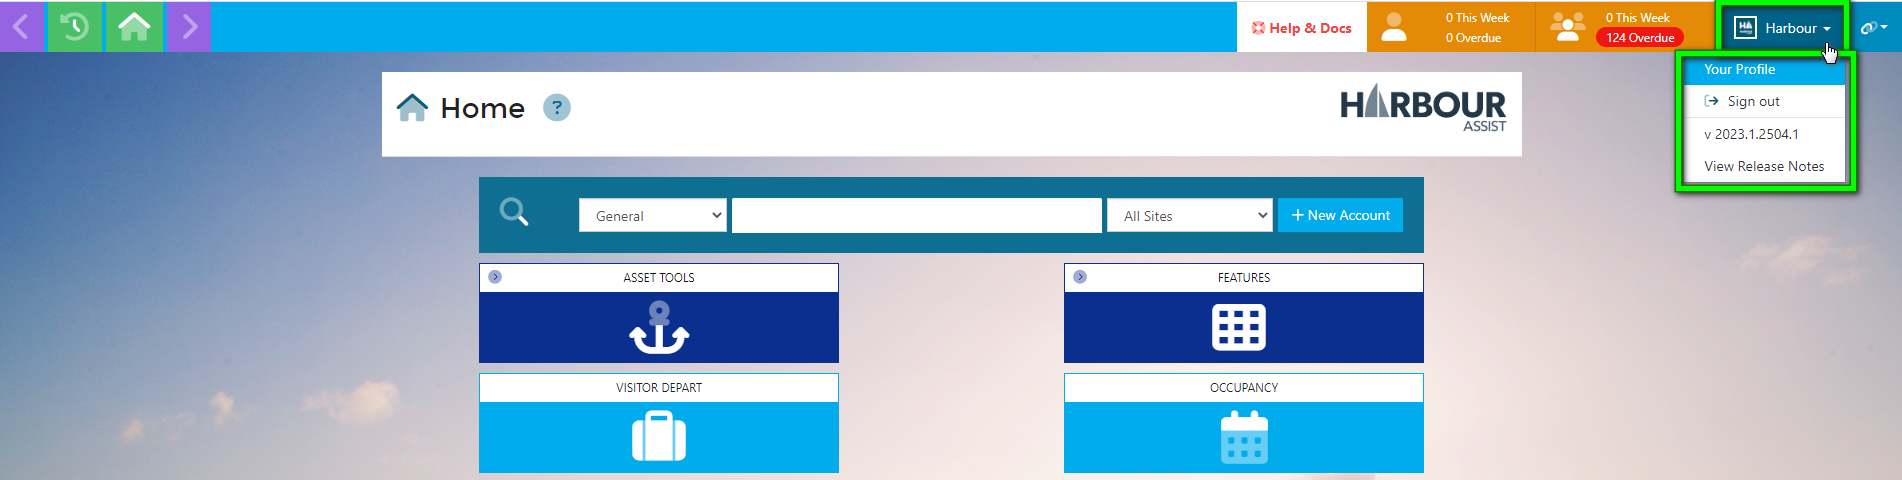 Help & Docs
0 This Week
0 Overdue
0 This Week
124 Overdue
HA
Harbour
Your Profile
Sign out
v 2023.1.2504.1
View Release Notes
Home ?
HARBOUR
ASSIST
General
All Sites
+ New Account
ASSET TOOLS
FEATURES
VISITOR DEPART
OCCUPANCY